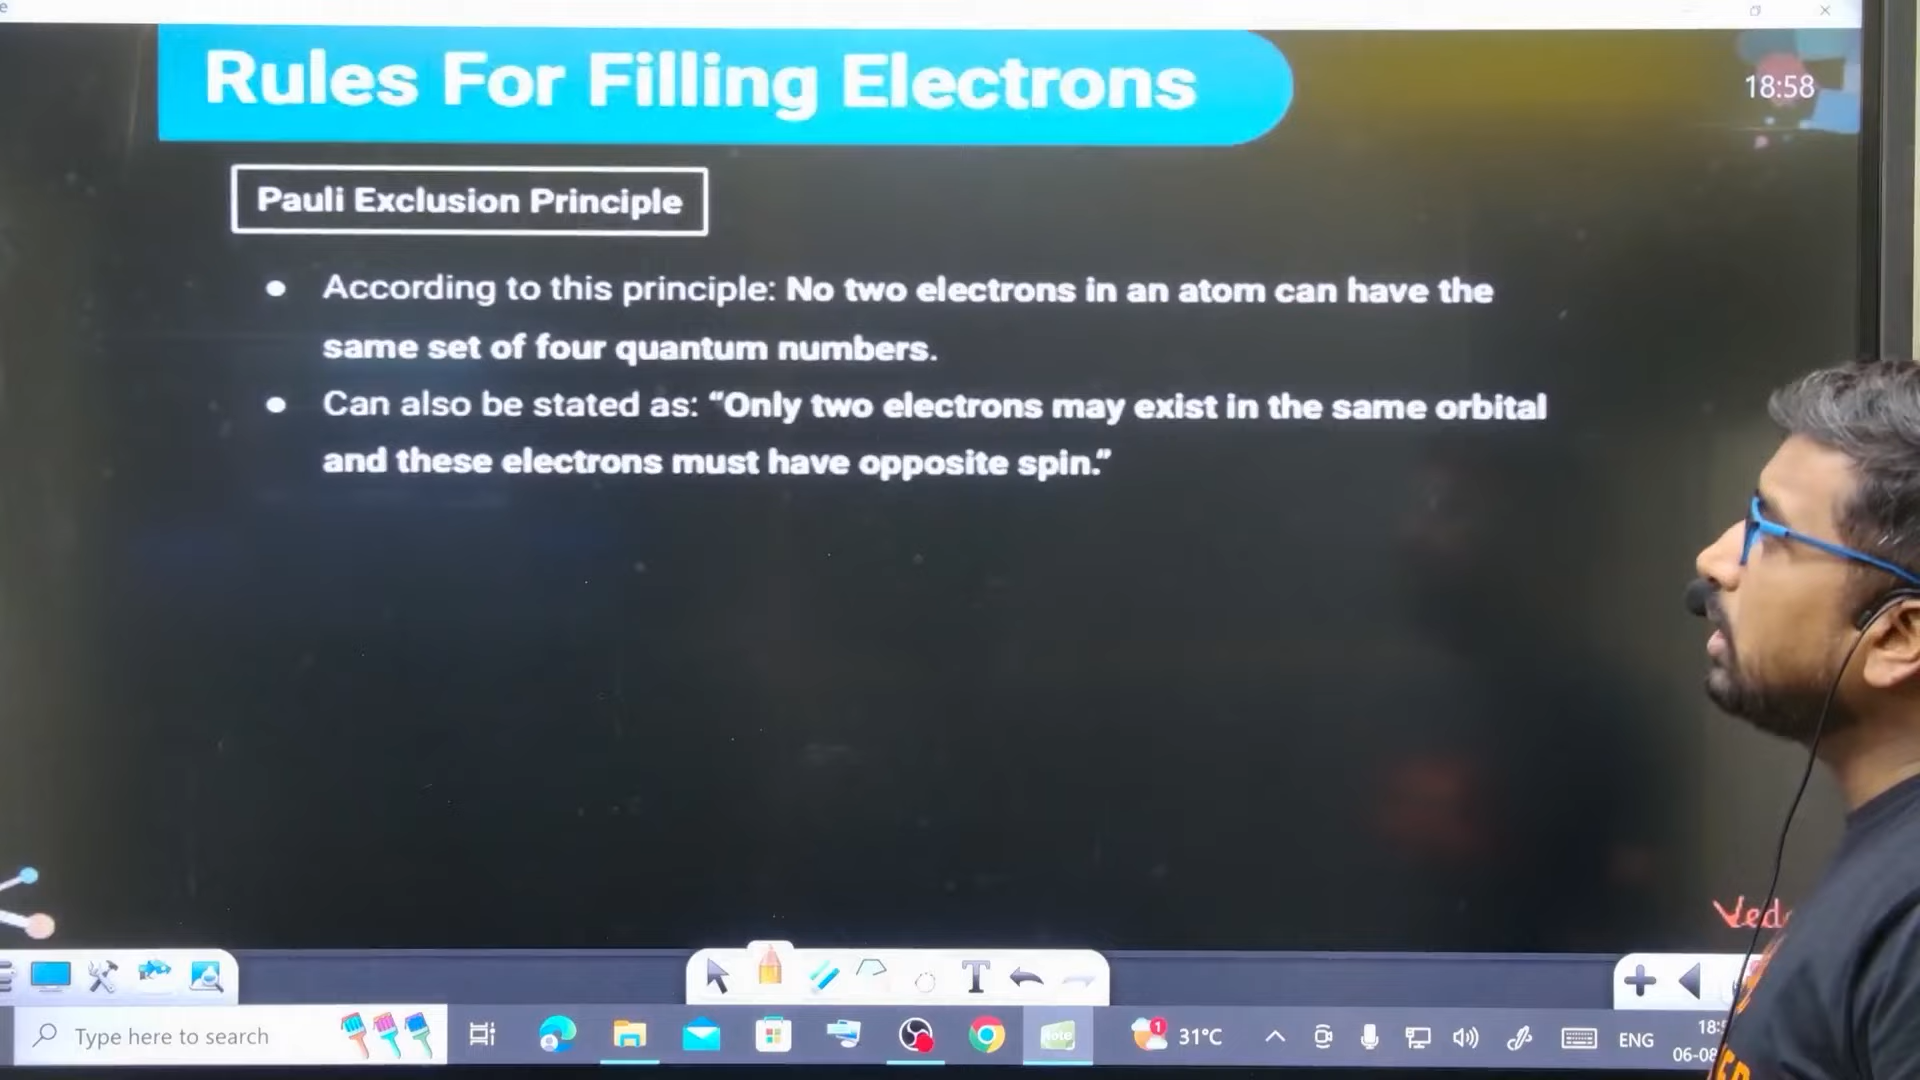 Rules For Filling Electrons
18:58
Pauli Exclusion Principle
According to this principle: No two electrons in an atom can have the
same set of four quantum numbers.
Can also be stated as: “Only two electrons may exist in the same orbital
and these electrons must have opposite spin.”
T
Type here to search
Note
1
31°C
ENG